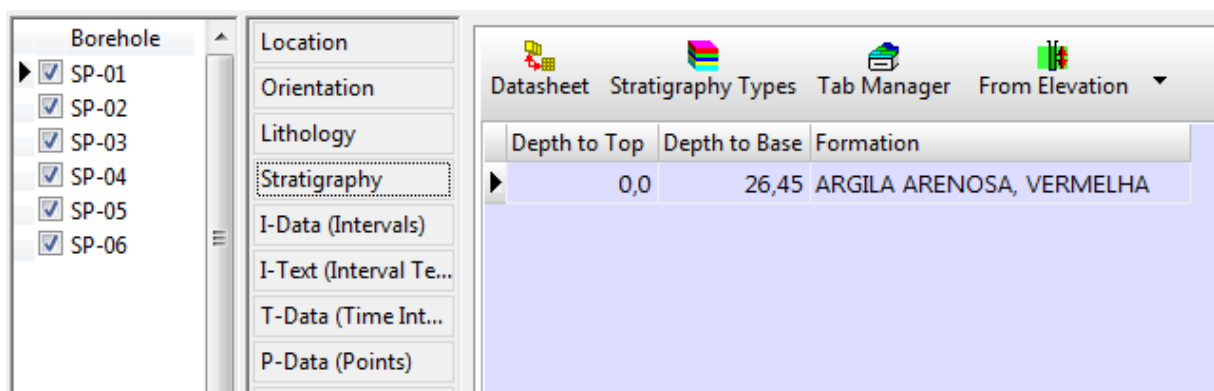 Borehole
SP-01
SP-02
SP-03
SP-04
SP-05
SP-06
Location
Orientation
Lithology
Stratigraphy
I-Data (Intervals)
I-Text (Interval Te...
T-Data (Time Int...
P-Data (Points)
Datasheet Stratigraphy Types Tab Manager From Elevation
Depth to Top Depth to Base Formation
0,0 26,45 ARGILA ARENOSA, VERMELHA